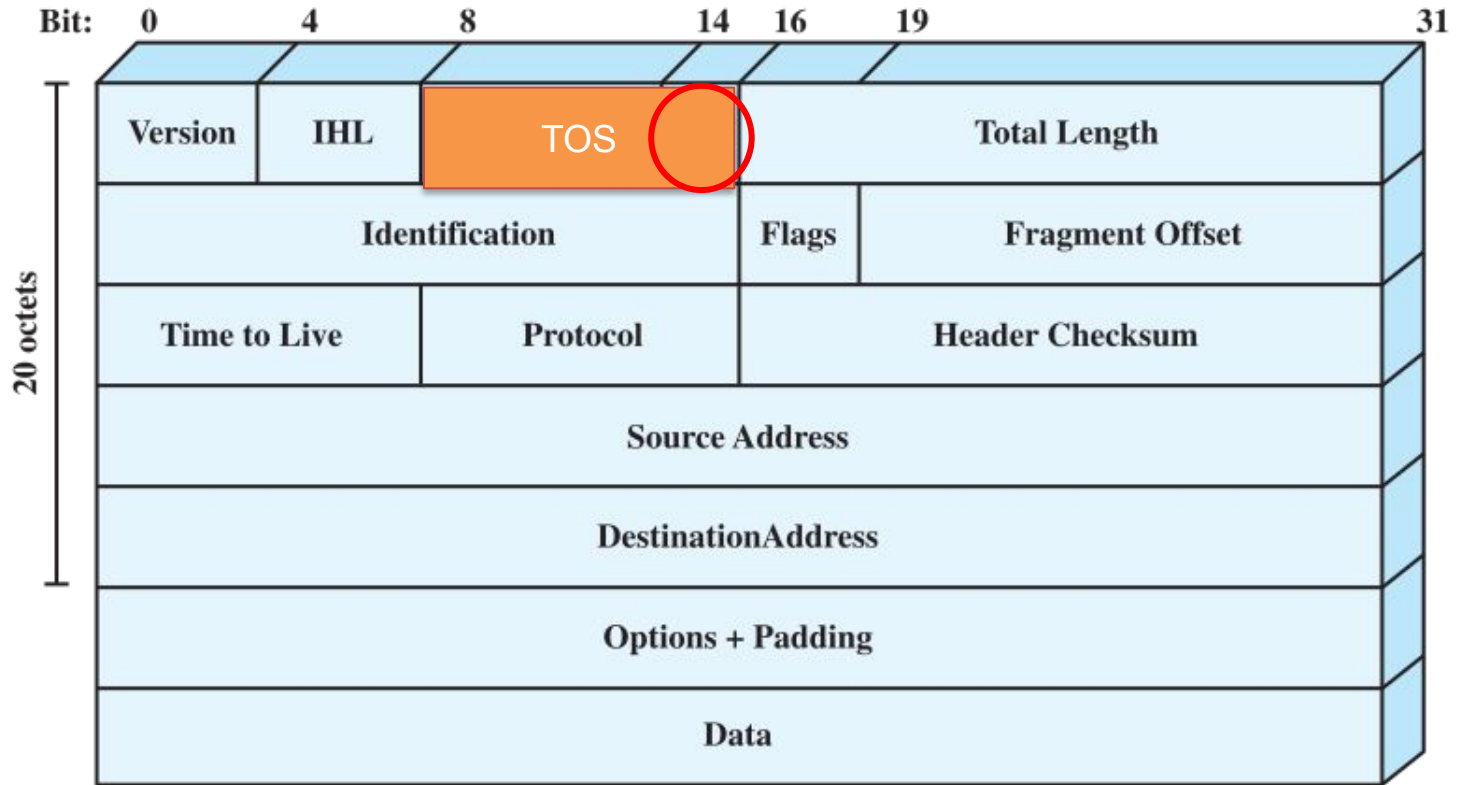 Bit: 0 4 8 14 16 19 31
Version IHL TOS Total Length
Identification Flags Fragment Offset
Time to Live Protocol Header Checksum
20 octets
Source Address
DestinationAddress
Options + Padding
Data